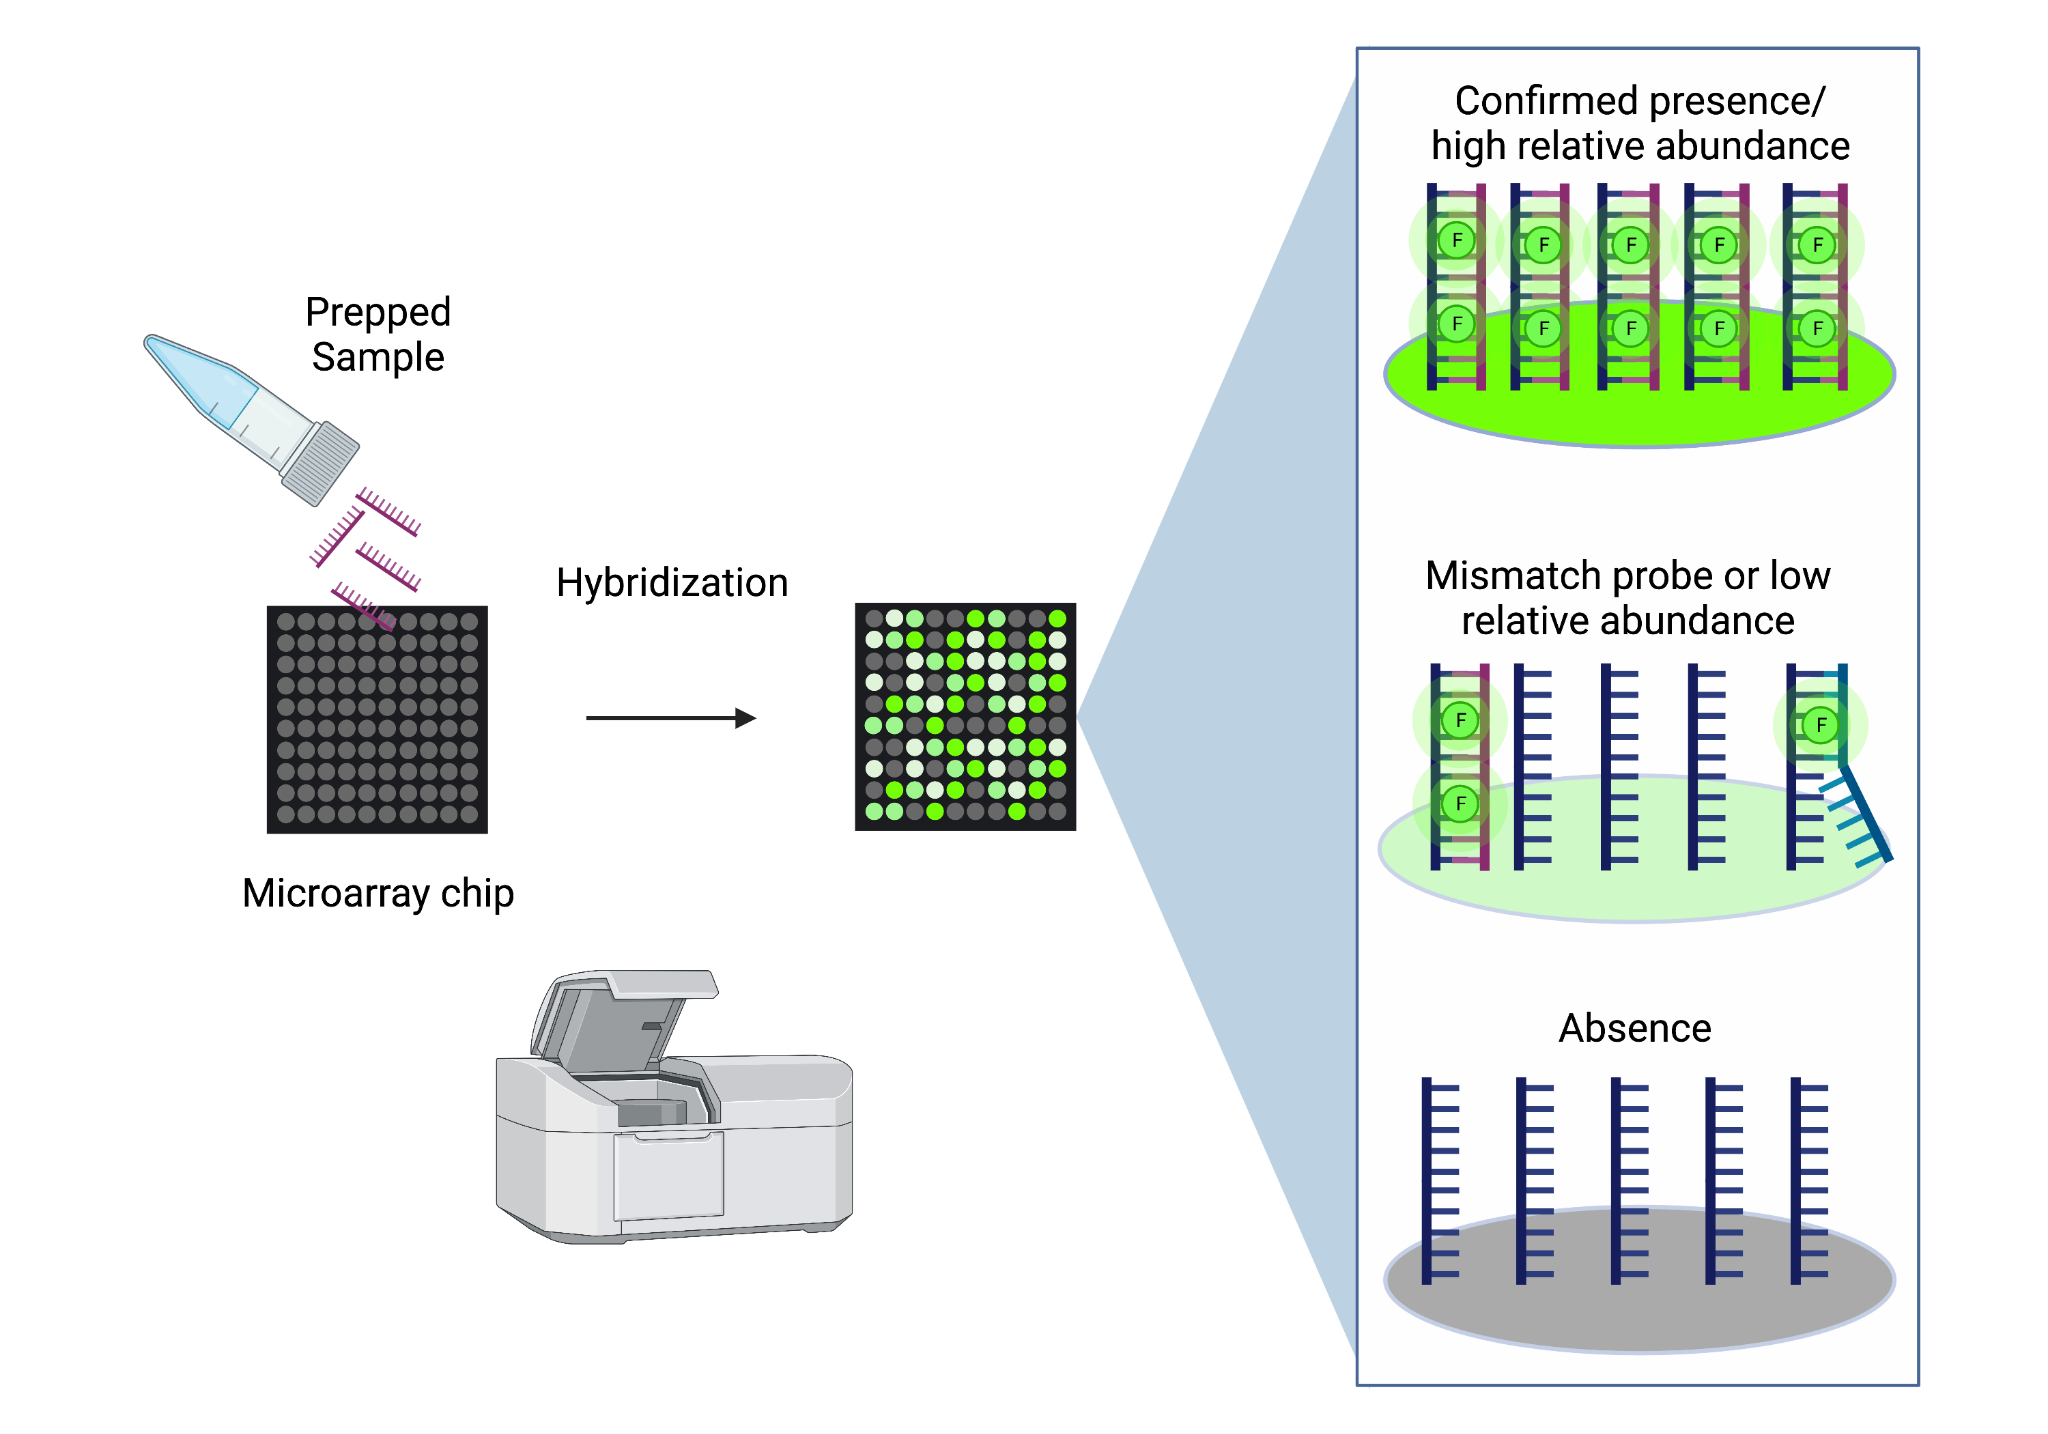 Prepped
Sample
Microarray chip
Hybridization
Confirmed presence/
high relative abundance
F F F F F
F F F F F
Mismatch probe or low
relative abundance
F F
F
Absence